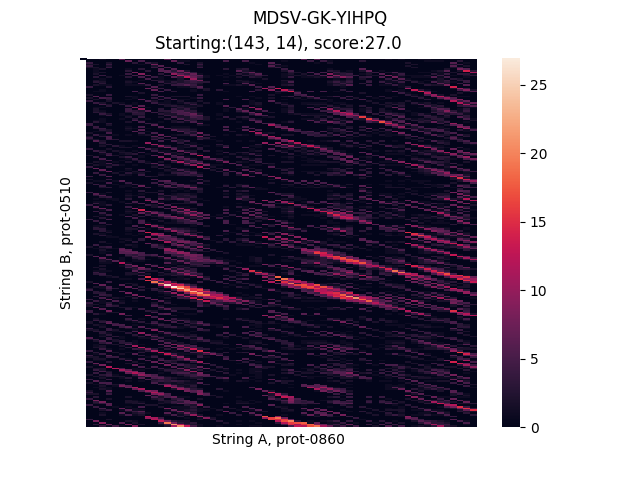 MDSV-GK-YIHPQ
Starting:(143, 14), score:27.0
String B, prot-0510
String A, prot-0860
25
20
15
10
5
0